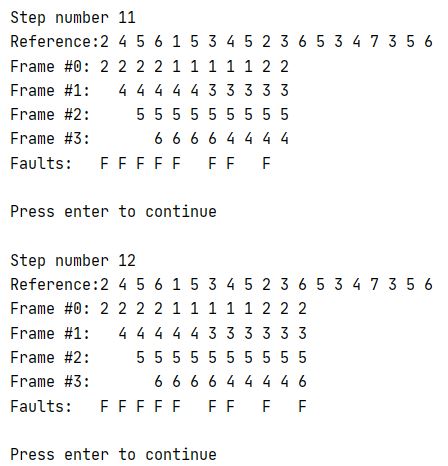 Step number 11
Reference:2 4 5 6 1 5 3 4 5 2 3 6 5 3 4 7 3 5 6
Frame #0: 2 2 2 2 1 1 1 1 1 2 2
Frame #1:   4 4 4 4 4 3 3 3 3 3
Frame #2:     5 5 5 5 5 5 5 5 5
Frame #3:       6 6 6 6 4 4 4 4
Faults:   F F F F F   F F   F
Press enter to continue
Step number 12
Reference:2 4 5 6 1 5 3 4 5 2 3 6 5 3 4 7 3 5 6
Frame #0: 2 2 2 2 1 1 1 1 1 2 2 2
Frame #1:   4 4 4 4 4 3 3 3 3 3 3
Frame #2:     5 5 5 5 5 5 5 5 5 5
Frame #3:       6 6 6 6 4 4 4 4 6
Faults:   F F F F F   F F   F   F
Press enter to continue